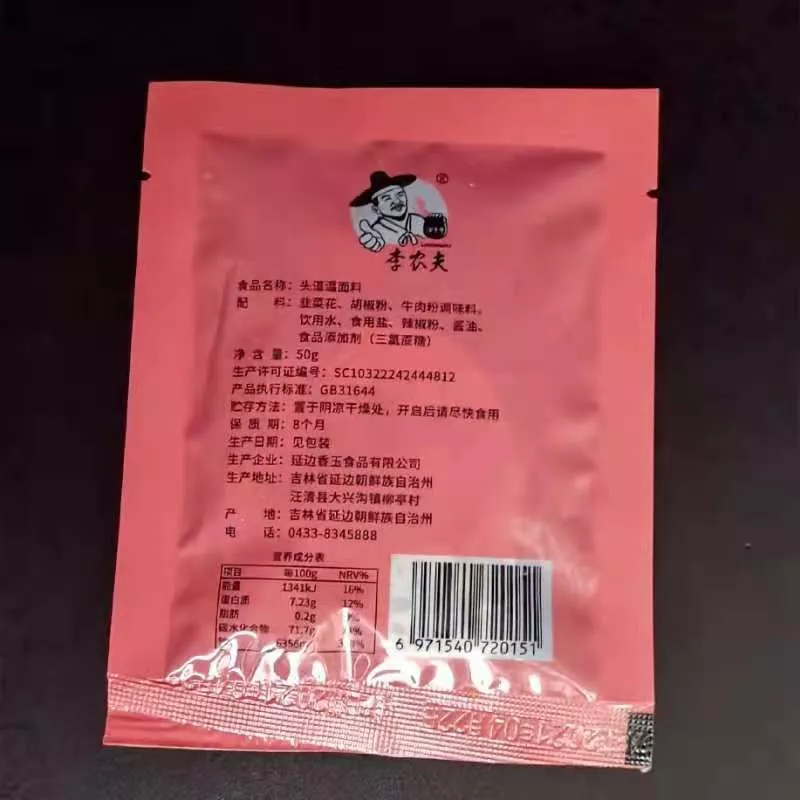 李农夫
食品名称：头道温面料
配 料：韭菜花、胡椒粉、牛肉粉调味料。
饮用水、食用盐、辣椒粉、酱油、
食品添加剂（三氯蔗糖）
净 含 量：50g
生产许可证编号：SC10322242444812
产品执行标准：GB31644
贮存方法：置于阴凉干燥处，开启后请尽快食用
保 质 期：8个月
生产日期：见包装
生产企业：延边香玉食品有限公司
生产地址：吉林省延边朝鲜族自治州
汪清县大兴沟镇柳亭村
产 地：吉林省延边朝鲜族自治州
电 话：0433-8345888
营养成分表
项目 每100g NRV%
能量 1341kJ 16%
蛋白质 7.23g 12%
脂肪 0.2g
碳水化合物 71.7g
6 971540 720151